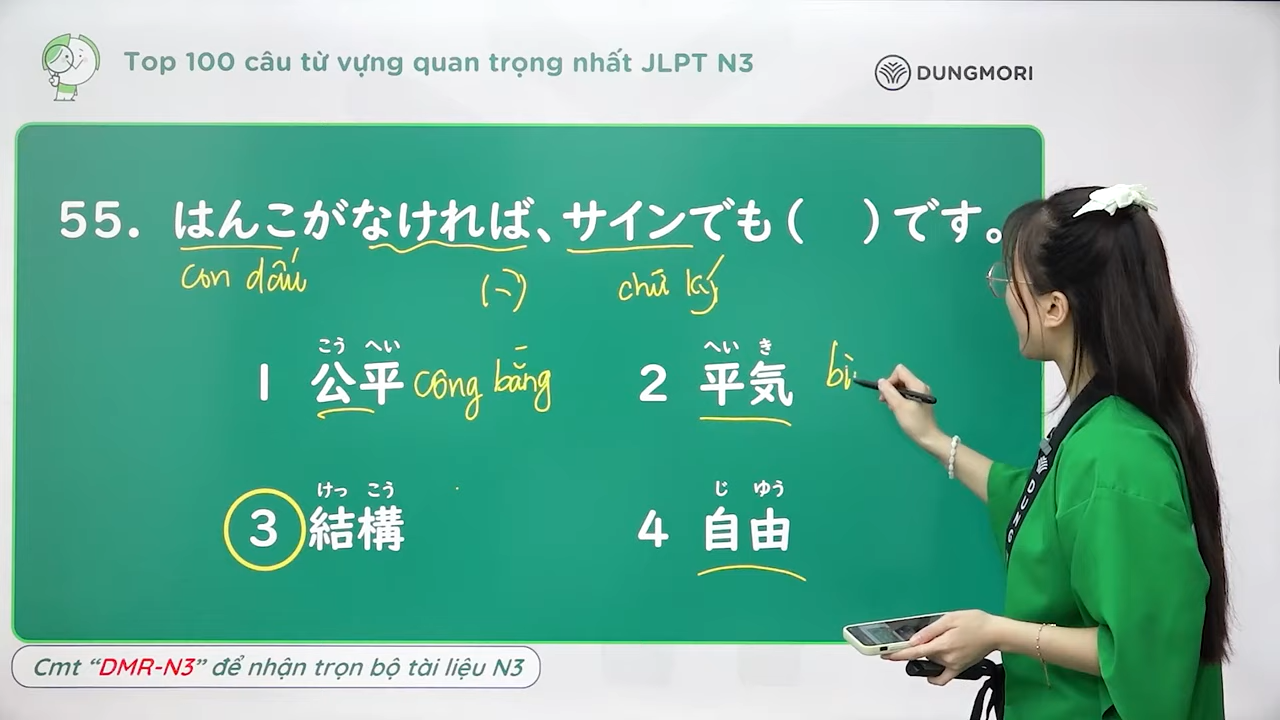 Top 100 câu từ vựng quan trọng nhất JLPT N3
DUNGMORI
55. はんこがなければ、サインでも( )です。
con dấu (-) chữ ký
こう へい
1 公平 công bằng
へい き
2 平気 bì
けっ こう
3 結構
じ ゆう
4 自由
DUNG
Cmt “DMR-N3” để nhận trọn bộ tài liệu N3